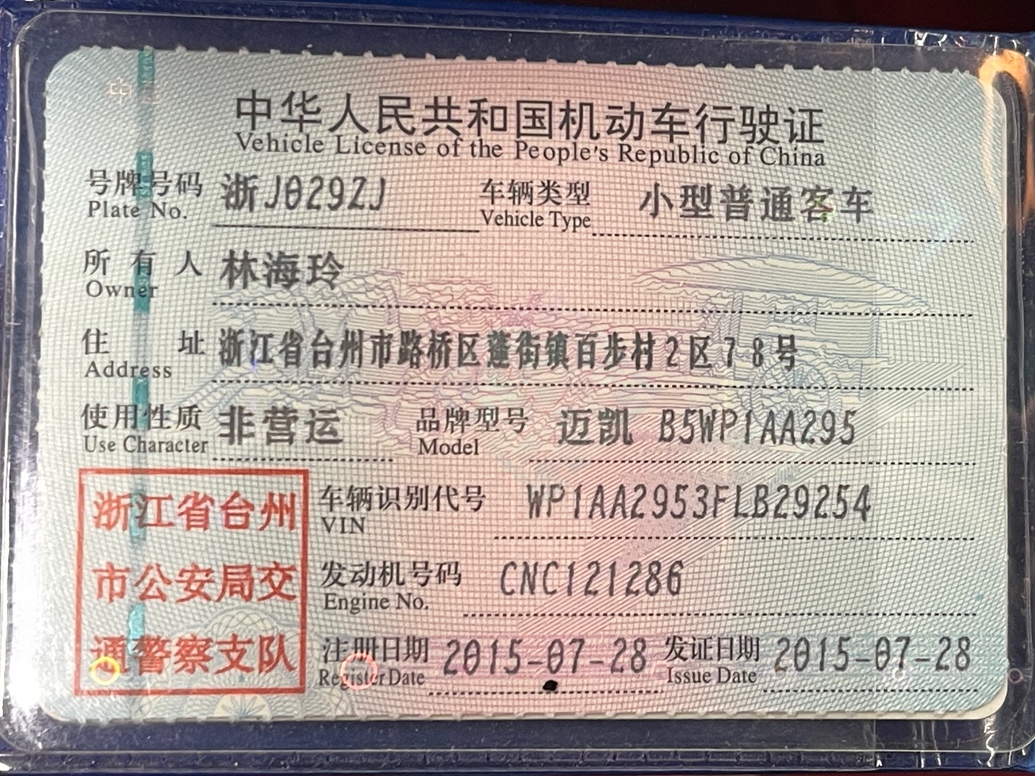 中华人民共和国机动车行驶证
Vehicle License of the People's Republic of China
号牌号码 浙J029ZJ 车辆类型 小型普通客车
Plate No. Vehicle Type
所有人 林海玲
Owner
住址 浙江省台州市路桥区蓬街镇百步村2区78号
Address
使用性质 非营运 品牌型号 迈凯 B5WP1AA295
Use Character Model
浙江省台州
市公安局交
通警察支队
车辆识别代号 WP1AA2953FLB29254
VIN
发动机号码 CNC121286
Engine No.
注册日期 2015-07-28 发证日期 2015-07-28
Register Date Issue Date